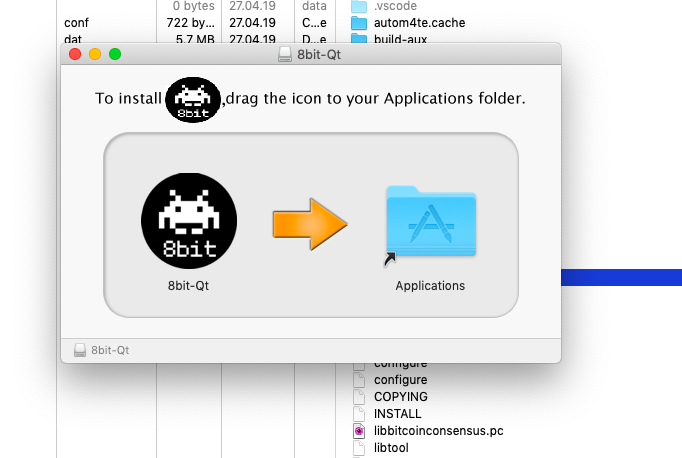 0 bytes 27.04.19 data .vscode
conf 722 by... 27.04.19 C...e autom4te.cache
dat 5.7 MB 27.04.19 D...e build-aux
8bit-Qt
To install 8bit ,drag the icon to your Applications folder.
8bit
8bit-Qt Applications
8bit-Qt
configure
configure
COPYING
INSTALL
libbitcoinconsensus.pc
libtool